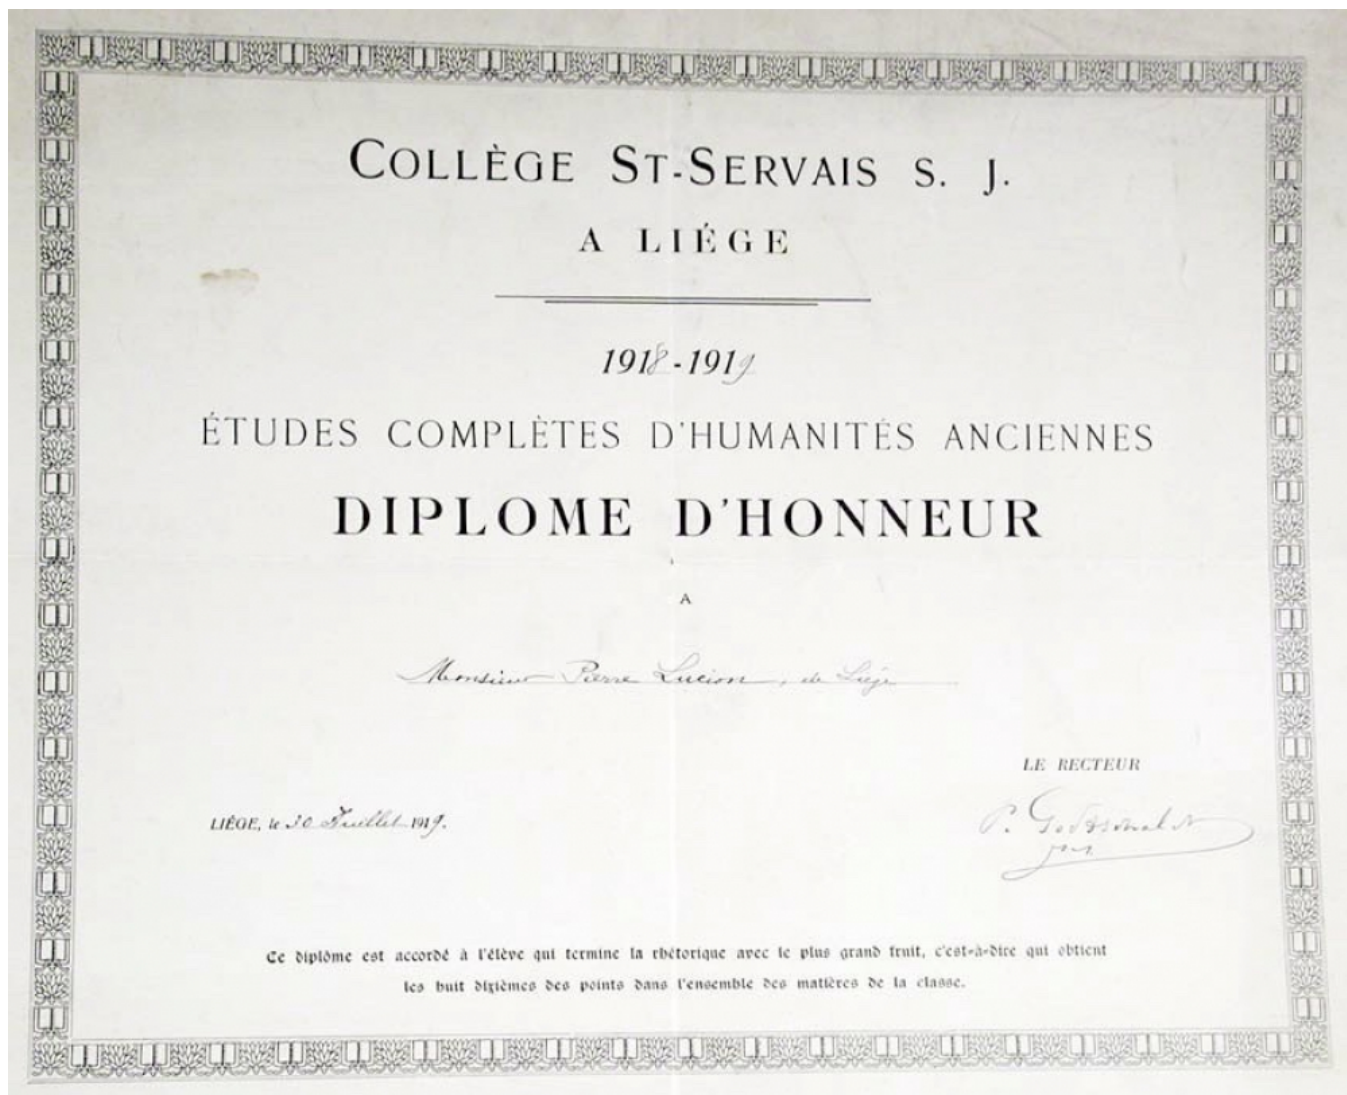 COLLÈGE ST-SERVAIS S. J.
A LIÉGE
1918-1919
ÉTUDES COMPLÈTES D'HUMANITÉS ANCIENNES
DIPLOME D'HONNEUR
A
Monsieur Pierre Lucion, de Liége
LE RECTEUR
LIÉGE, le 30 Juillet 1919.
P.
Ce diplôme est accordé à l'élève qui termine la rhétorique avec le plus grand fruit, c'est-à-dire qui obtient
les huit dixièmes des points dans l'ensemble des matières de la classe.